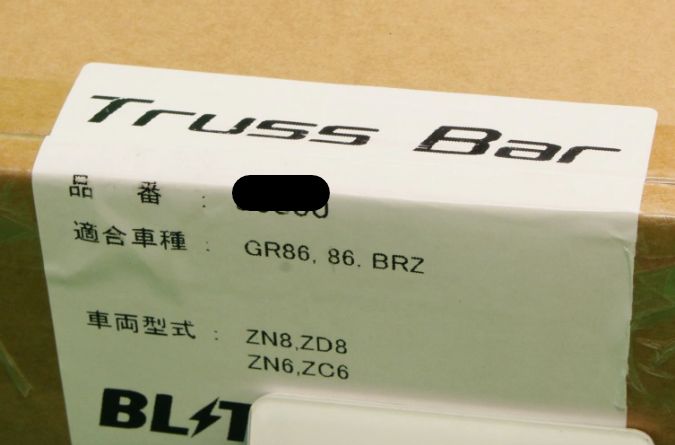 Truss Bar
品 番 :
適合車種 : GR86, 86. BRZ
車両型式 : ZN8,ZD8
ZN6,ZC6